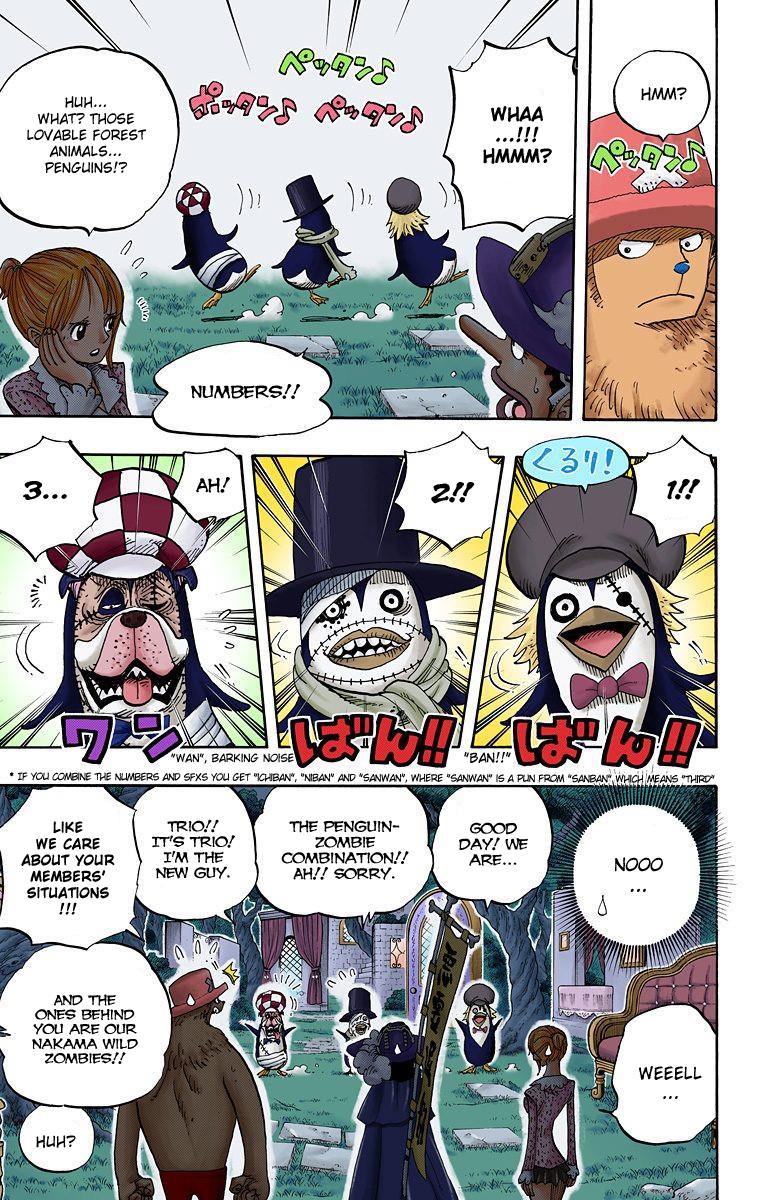 HMM?
ペッタン♪
WHAA
...!!!
HMMM?
ペッタン♪
ペッタン♪
ポッタン♪
HUH...
WHAT? THOSE
LOVABLE FOREST
ANIMALS...
PENGUINS!?
NUMBERS!!
1!!
くるり!
ばん!!
"BAN!!"
2!!
ばん!!
AH!
3...
ワン
"WAN", BARKING NOISE
* IF YOU COMBINE THE NUMBERS AND SFXS YOU GET "ICHIBAN", "NIBAN" AND "SANWAN", WHERE "SANWAN" IS A PUN FROM "SANBAN" WHICH MEANS "THIRD"
NOOO
...
GOOD
DAY! WE
ARE...
THE PENGUIN-
ZOMBIE
COMBINATION!!
AH!! SORRY.
TRIO!!
IT'S TRIO!
I'M THE
NEW GUY.
LIKE
WE CARE
ABOUT YOUR
MEMBERS'
SITUATIONS
!!!
WEEELL
...
AND THE
ONES BEHIND
YOU ARE OUR
NAKAMA WILD
ZOMBIES!!
HUH?